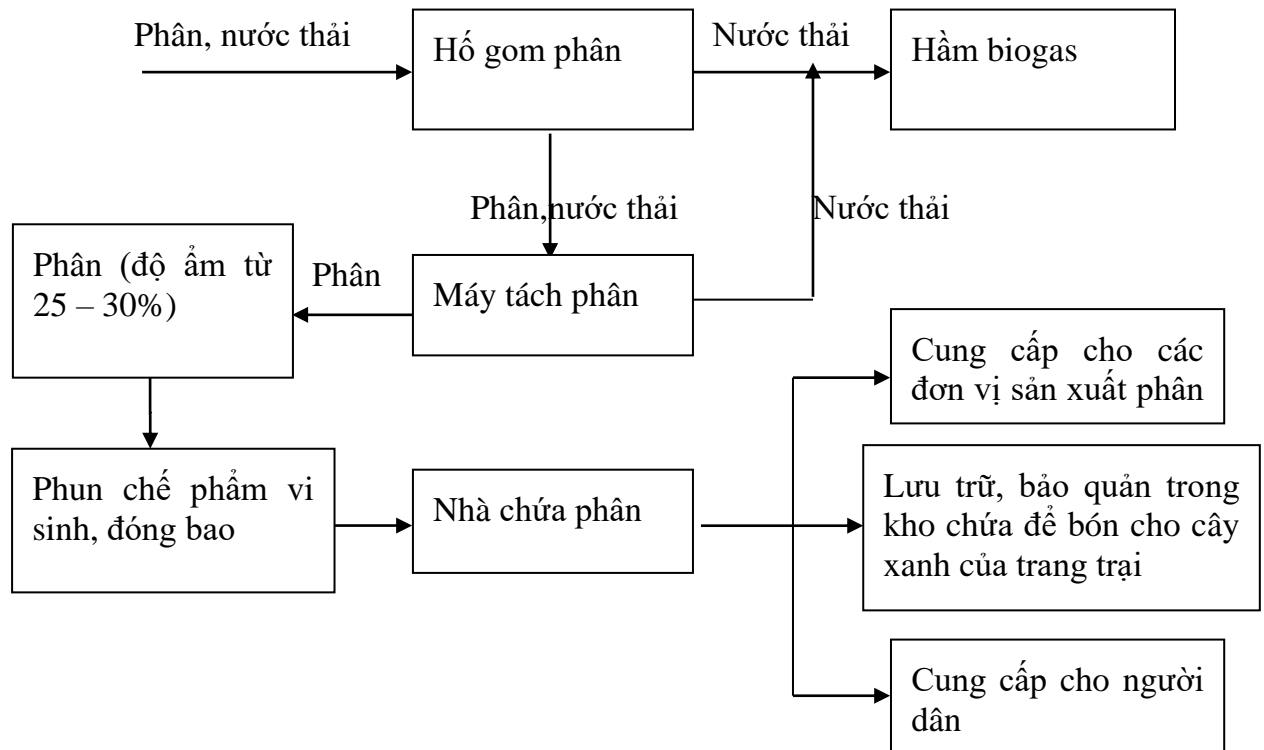 Phân, nước thải
Hố gom phân
Nước thải
Hầm biogas
Phân,nước thải
Nước thải
Phân (độ ẩm từ
25 – 30%)
Phân
Máy tách phân
Cung cấp cho các
đơn vị sản xuất phân
Phun chế phẩm vi
sinh, đóng bao
Nhà chứa phân
Lưu trữ, bảo quản trong
kho chứa để bón cho cây
xanh của trang trại
Cung cấp cho người
dân